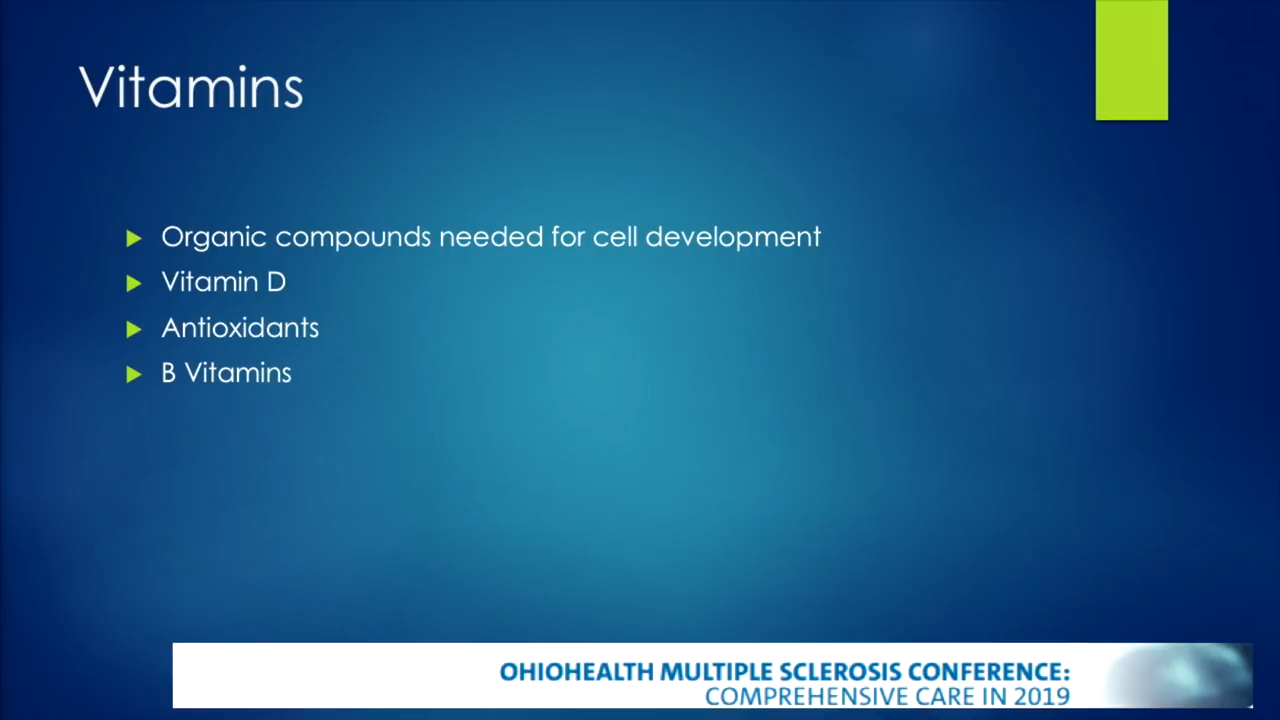 Vitamins
Organic compounds needed for cell development
Vitamin D
Antioxidants
B Vitamins
OHIOHEALTH MULTIPLE SCLEROSIS CONFERENCE:
COMPREHENSIVE CARE IN 2019